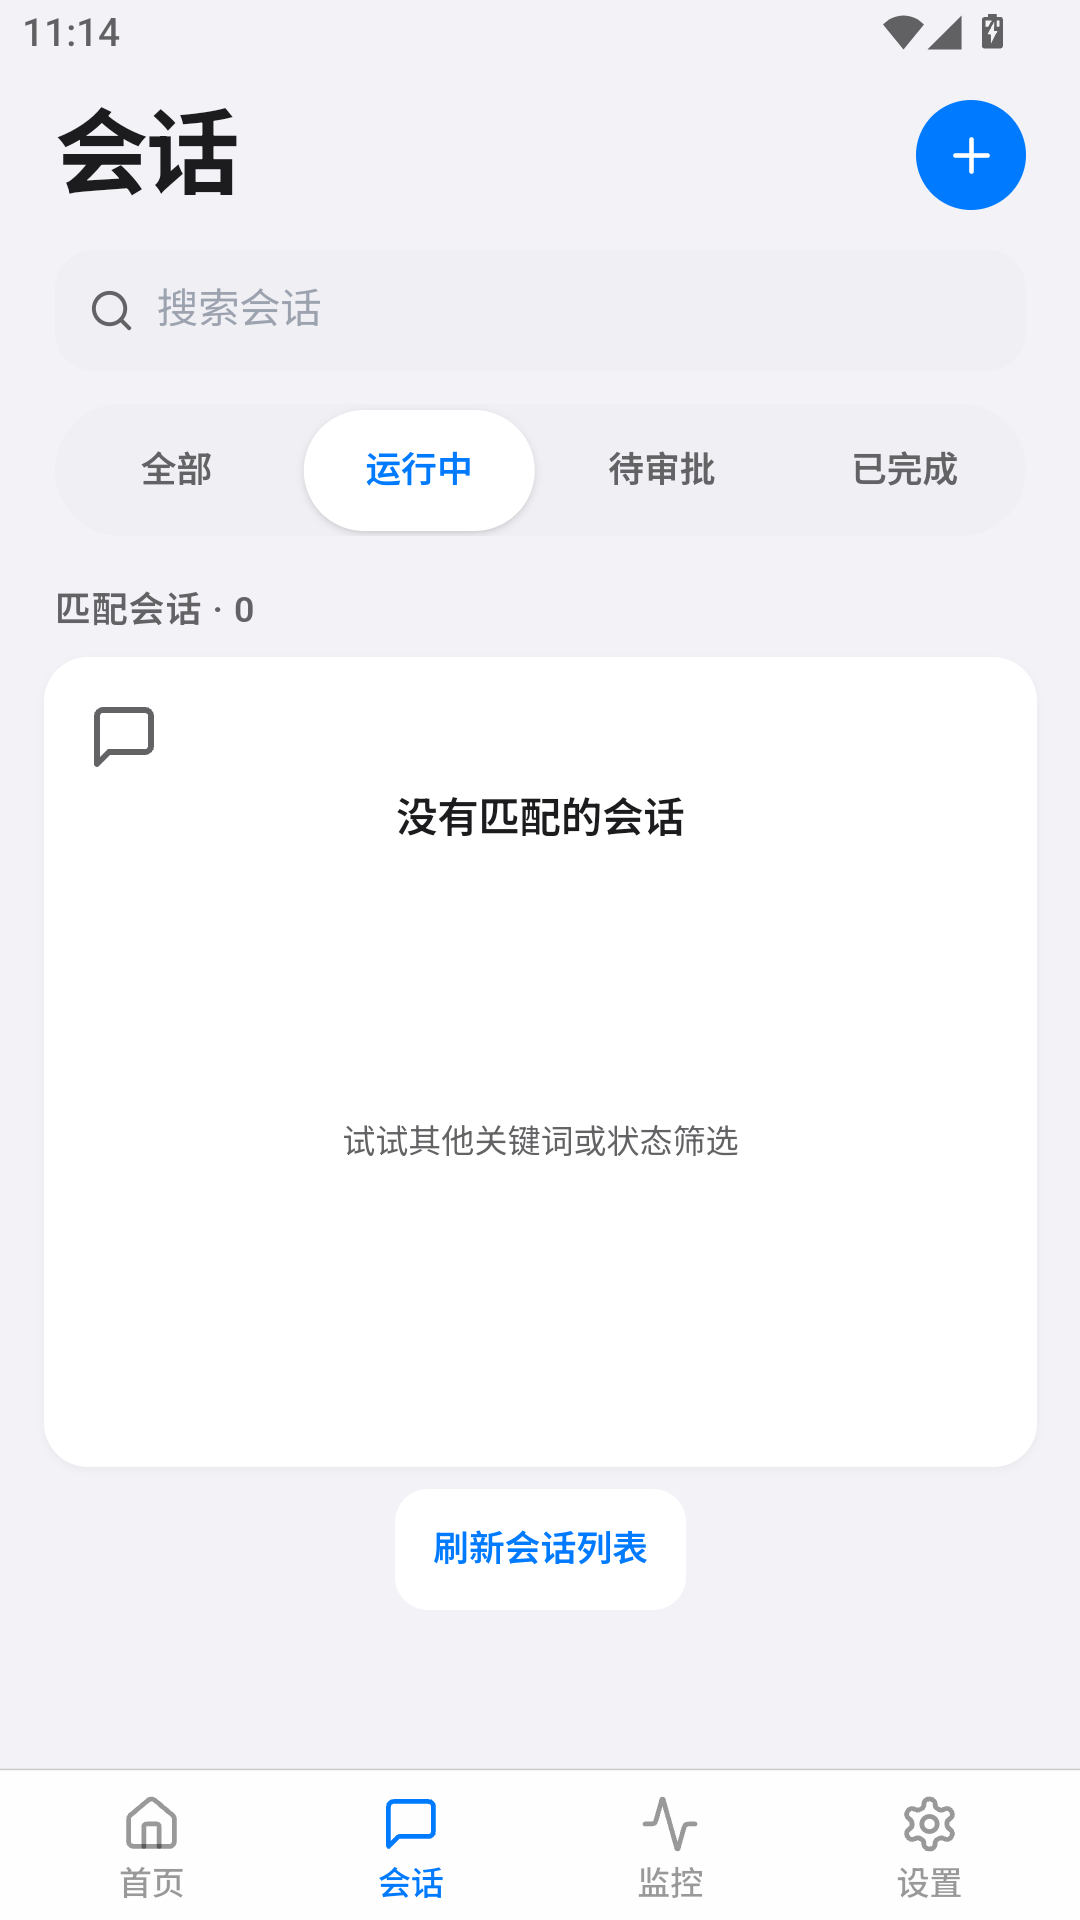 11:14
会话
搜索会话
全部 运行中 待审批 已完成
匹配会话 · 0
没有匹配的会话
试试其他关键词或状态筛选
刷新会话列表
首页 会话 监控 设置